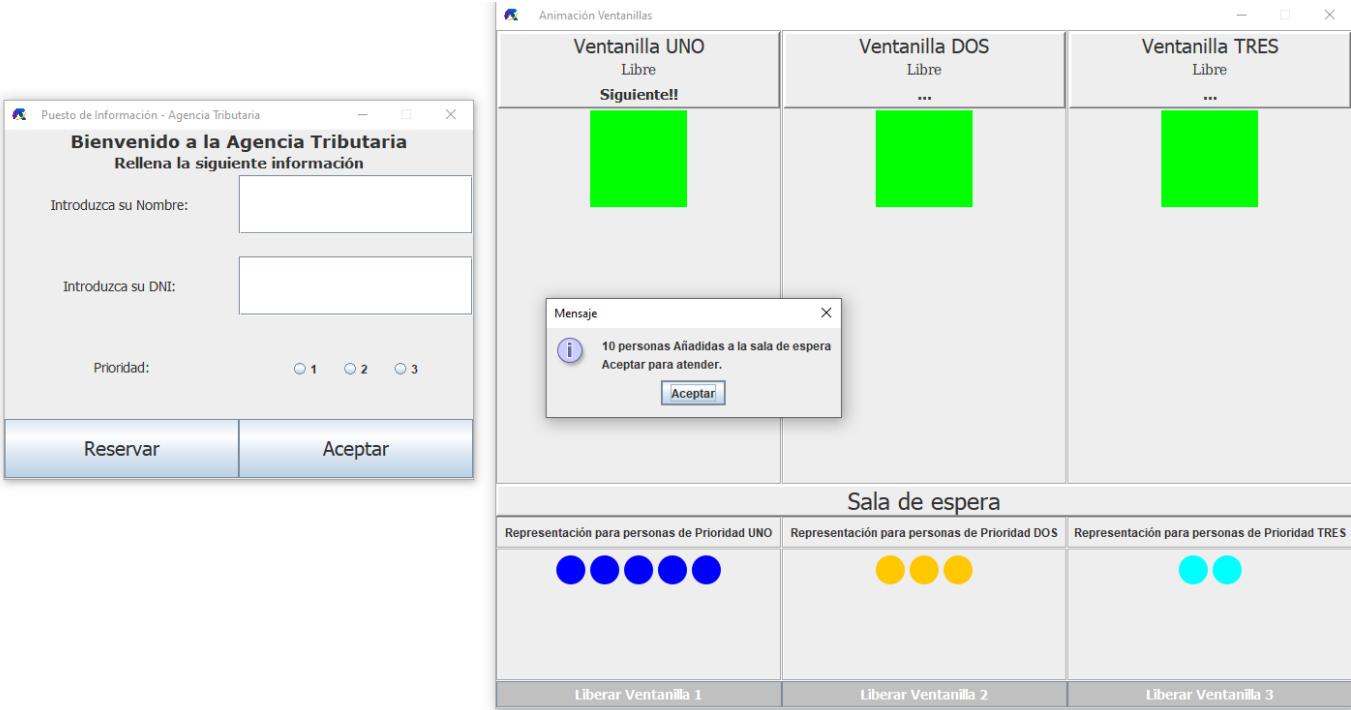 Puesto de Información - Agencia Tributaria
Bienvenido a la Agencia Tributaria
Rellena la siguiente información
Introduzca su Nombre:
Introduzca su DNI:
Prioridad:
1
2
3
Reservar
Aceptar
Animación Ventanillas
Ventanilla UNO
Libre
Siguiente!!
Ventanilla DOS
Libre
...
Ventanilla TRES
Libre
...
Mensaje
10 personas Añadidas a la sala de espera
Aceptar para atender.
Aceptar
Sala de espera
Representación para personas de Prioridad UNO
Representación para personas de Prioridad DOS
Representación para personas de Prioridad TRES
Liberar Ventanilla 1
Liberar Ventanilla 2
Liberar Ventanilla 3